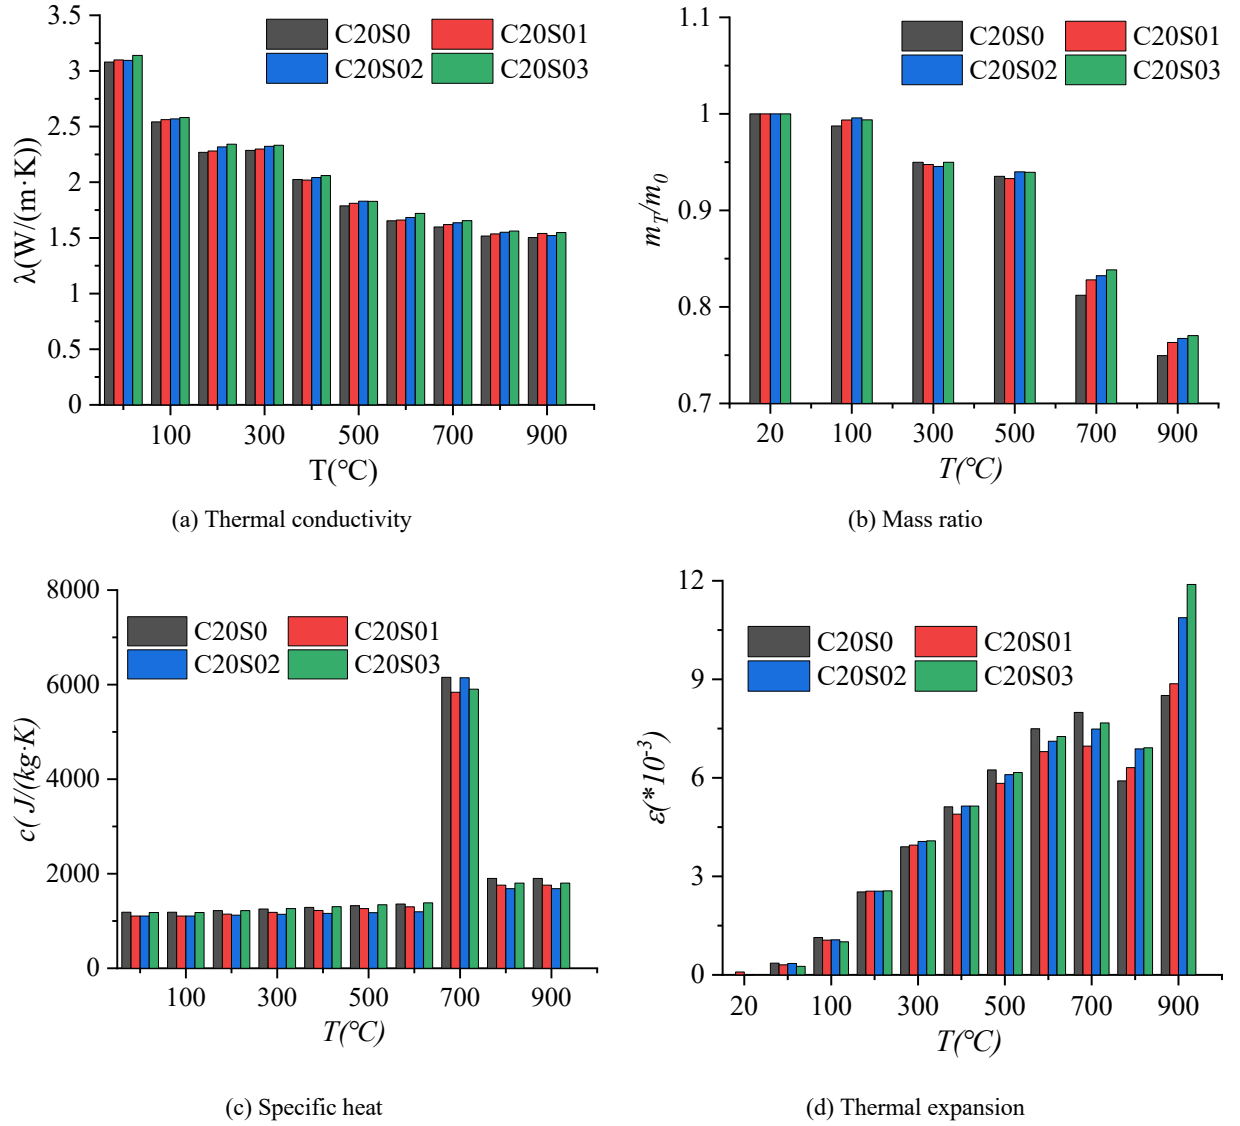 3.5
3
2.5
2
1.5
1
0.5
0
λ(W/(m·K))
C20S0 C20S01
C20S02 C20S03
100 300 500 700 900
T(°C)
(a) Thermal conductivity
1.1
1
0.9
0.8
0.7
m_T/m_0
C20S0 C20S01
C20S02 C20S03
20 100 300 500 700 900
T(°C)
(b) Mass ratio
8000
6000
4000
2000
0
c( J/(kg·K)
C20S0 C20S01
C20S02 C20S03
100 300 500 700 900
T(°C)
(c) Specific heat
12
9
6
3
0
ε(*10⁻³)
C20S0 C20S01
C20S02 C20S03
20 100 300 500 700 900
T(°C)
(d) Thermal expansion